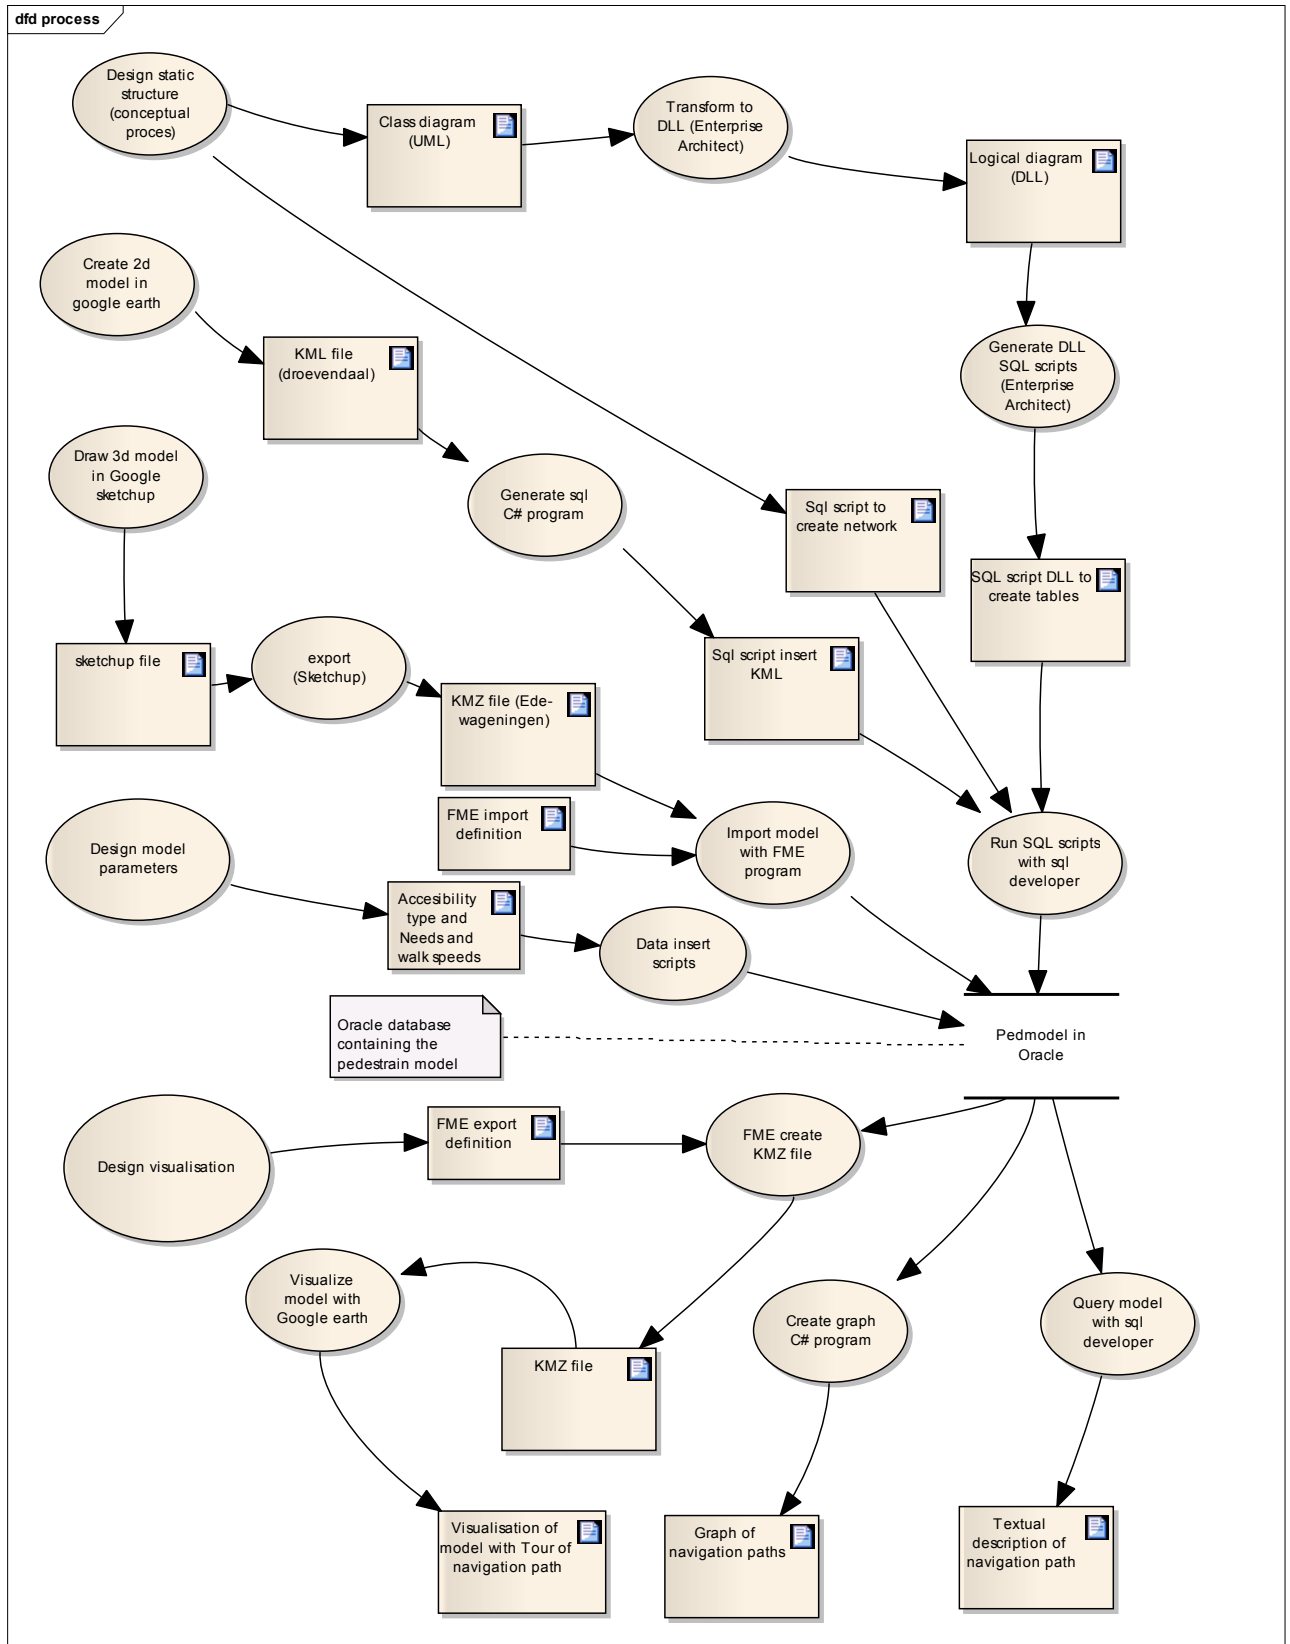 dfd process
Design static
structure
(conceptual
proces)
Class diagram
(UML)
Transform to
DLL (Enterprise
Architect)
Logical diagram
(DLL)
Create 2d
model in
google earth
KML file
(droevendaal)
Generate DLL
SQL scripts
(Enterprise
Architect)
Draw 3d model
in Google
sketchup
Generate sql
C# program
Sql script to
create network
SQL script DLL to
create tables
sketchup file
export
(Sketchup)
KMZ file (Ede-
wageningen)
Sql script insert
KML
FME import
definition
Import model
with FME
program
Run SQL scripts
with sql
developer
Design model
parameters
Accesibility
type and
Needs and
walk speeds
Data insert
scripts
Oracle database
containing the
pedestrain model
Pedmodel in
Oracle
Design visualisation
FME export
definition
FME create
KMZ file
Visualize
model with
Google earth
KMZ file
Create graph
C# program
Query model
with sql
developer
Visualisation of
model with Tour of
navigation path
Graph of
navigation paths
Textual
description of
navigation path